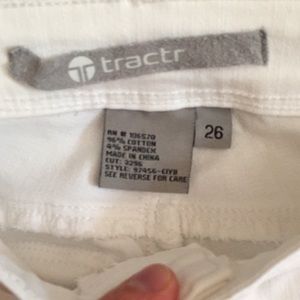 tractr
RN # 106570
96% COTTON
4% SPANDEX
MADE IN CHINA
CUT: 3296
STYLE: 97456-CIYB
SEE REVERSE FOR CARE
26